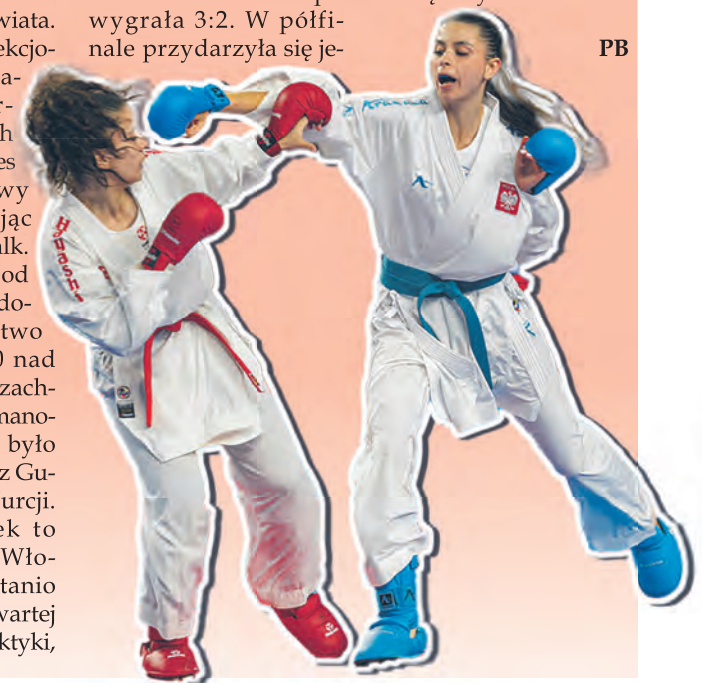 wiata.
ekcjo-
a-
r-
h
es
wy
jąc
alk.
od
do-
two
0 nad
zach-
mano-
było
z Gu-
urcji.
ek to
Wło-
tanio
wartej
ktyki,
wygrała 3:2. W półfi-
nale przydarzyła się je-
PB
Hayashi